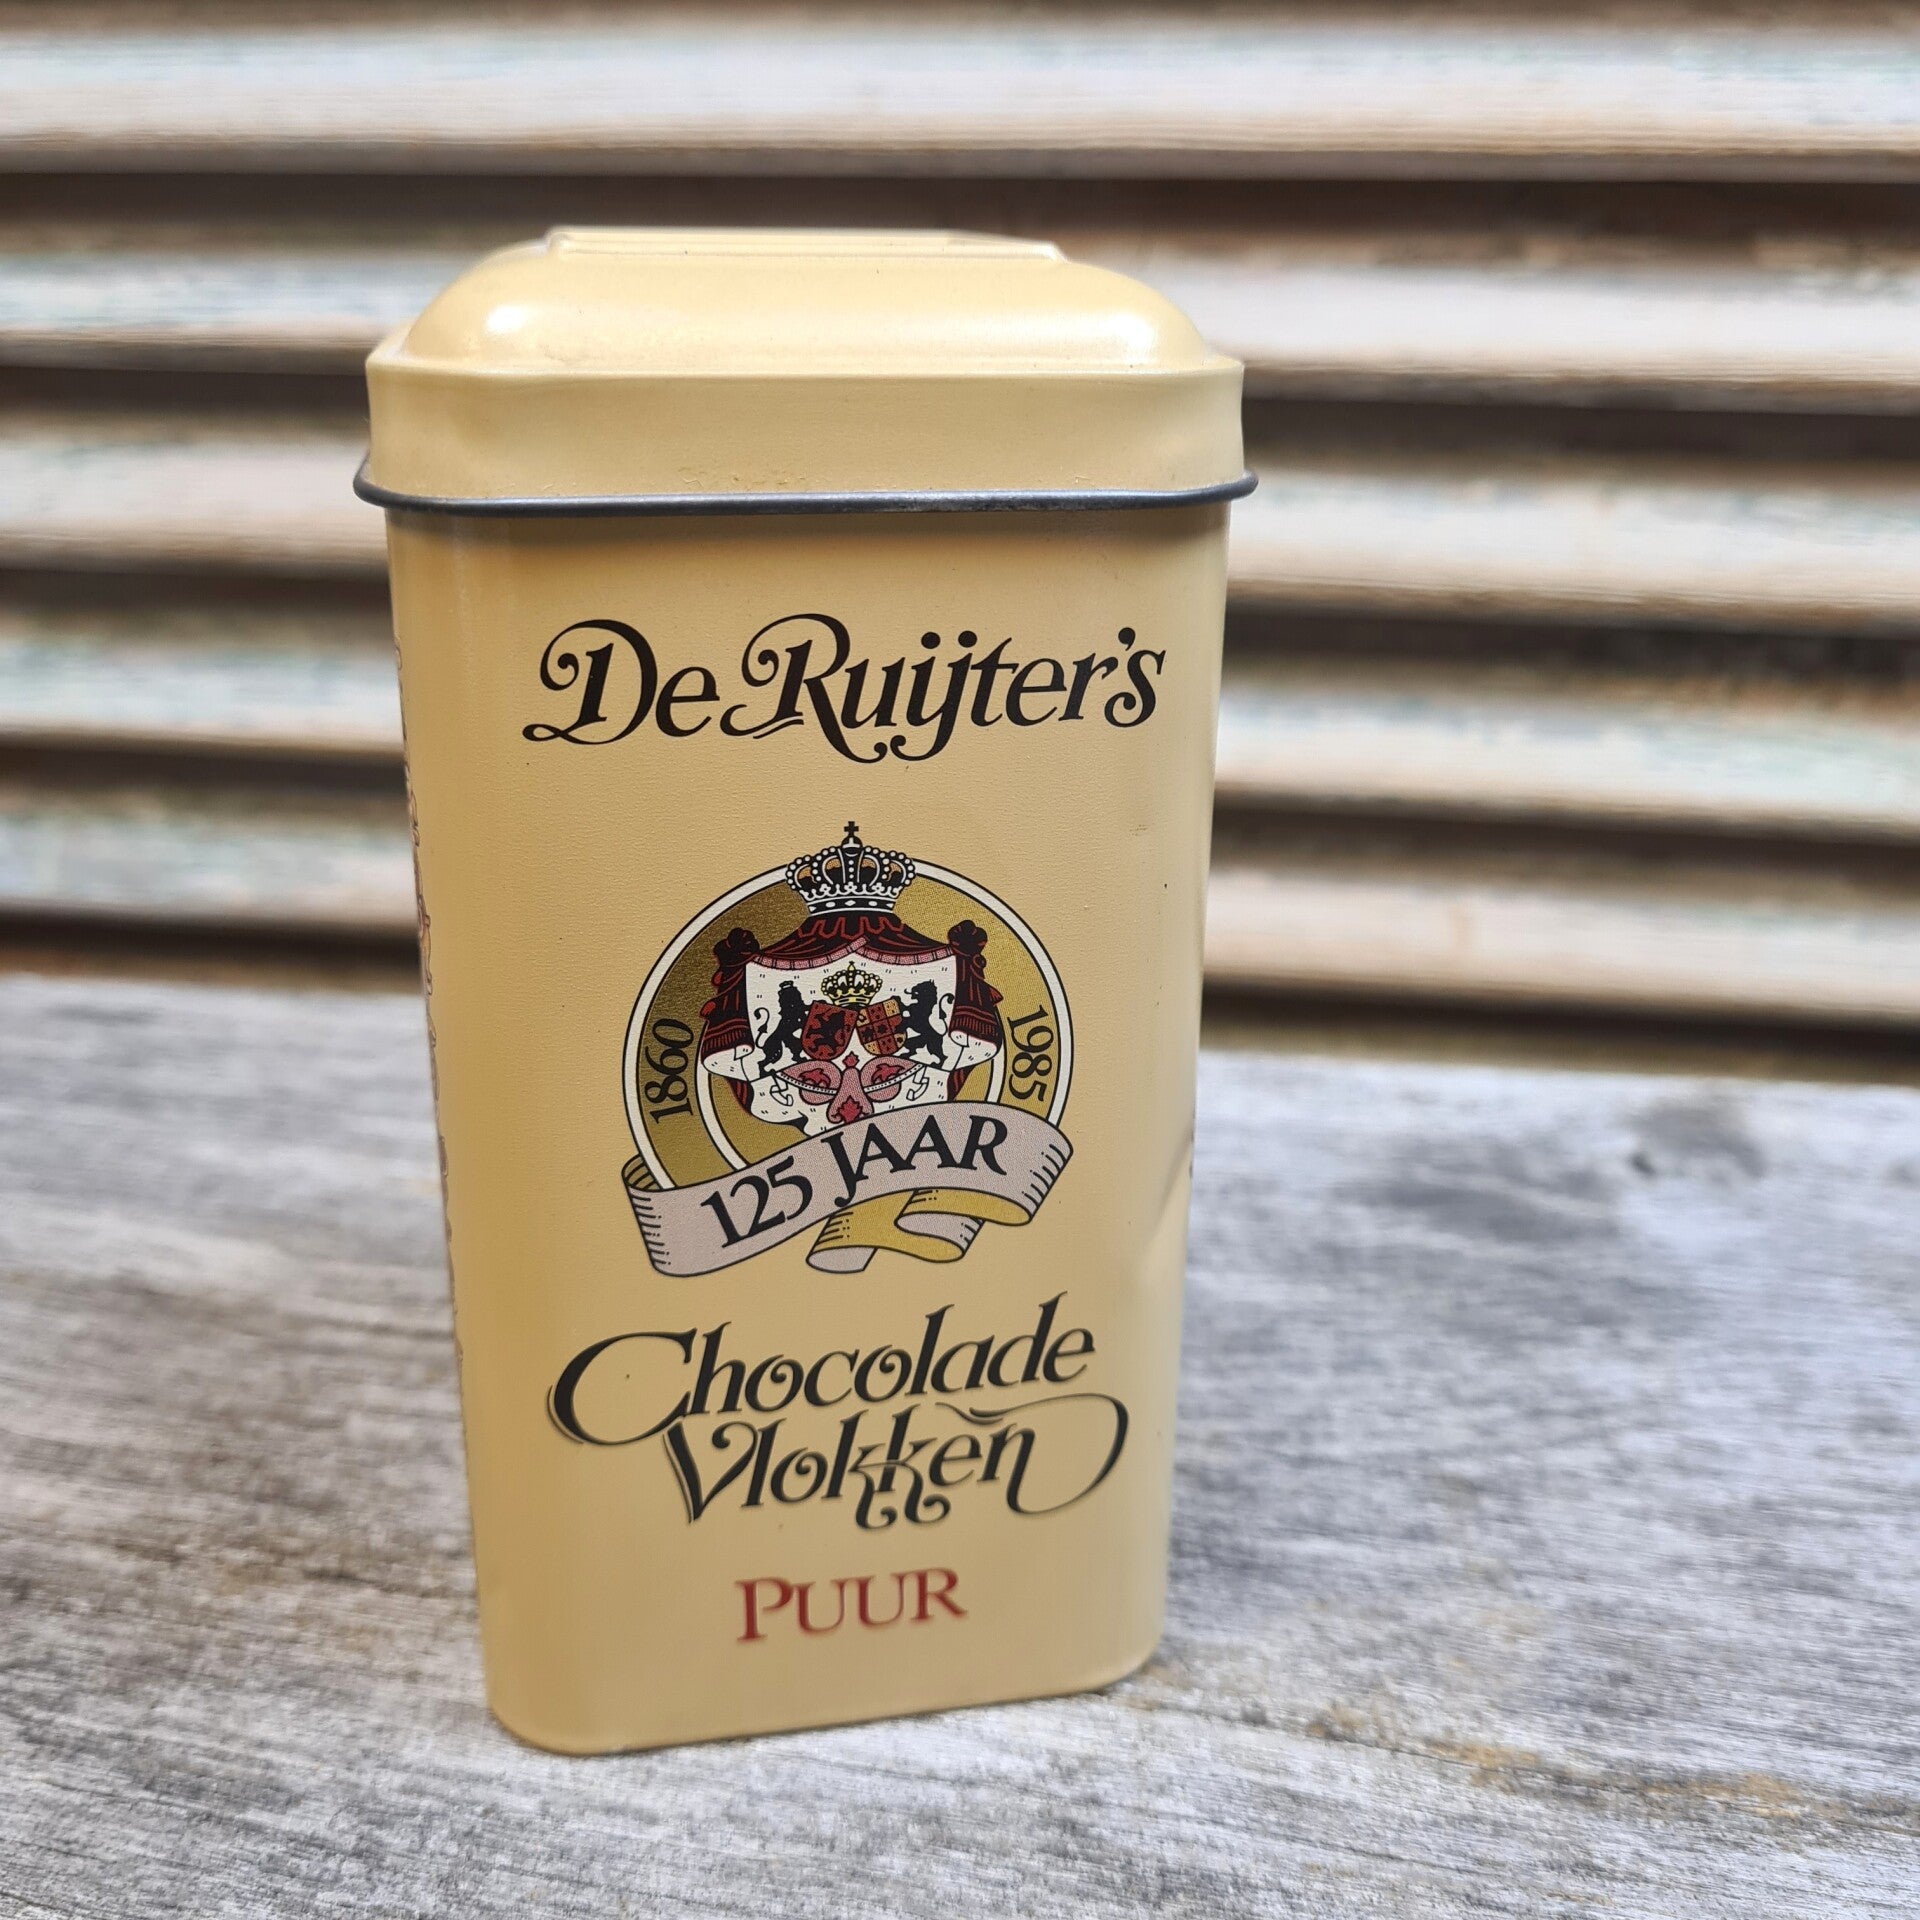 De Ruijter's
1860 1985
125 JAAR
Chocolade
Vlokken
PUUR